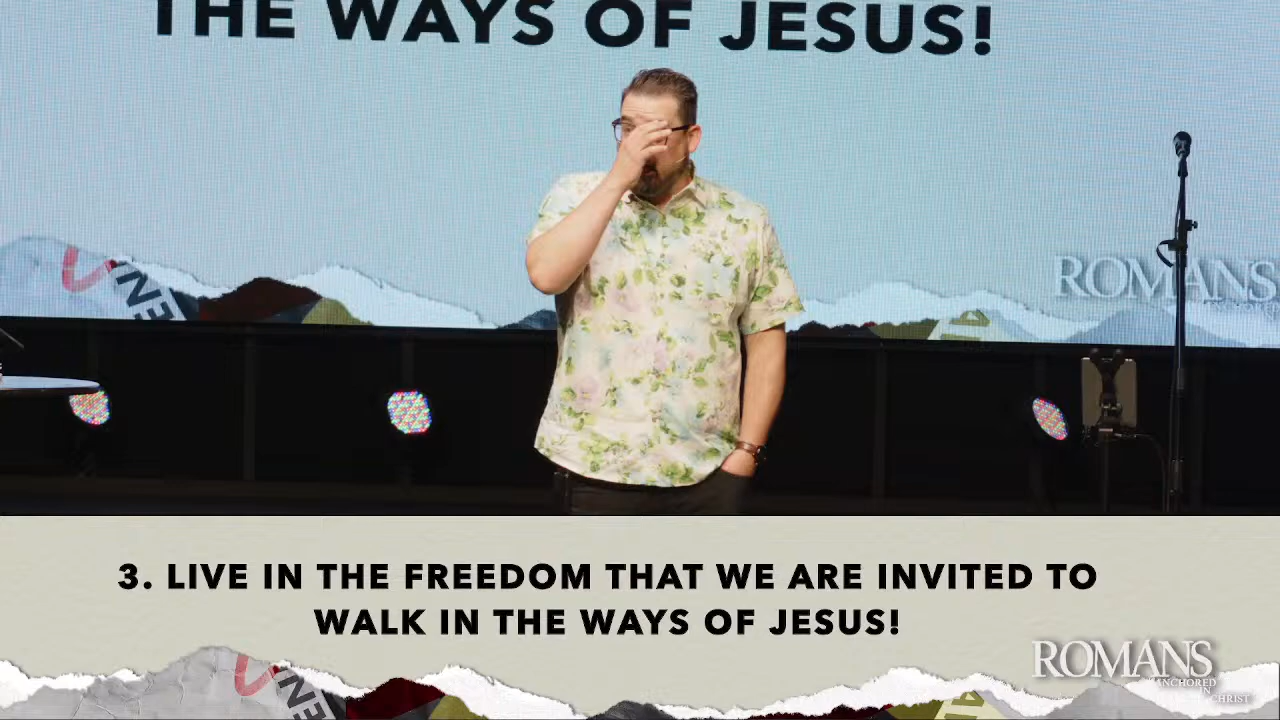 THE WAYS OF JESUS!
ROMANS
3. LIVE IN THE FREEDOM THAT WE ARE INVITED TO
WALK IN THE WAYS OF JESUS!
ROMANS
ANCHORED
IN
CHRIST